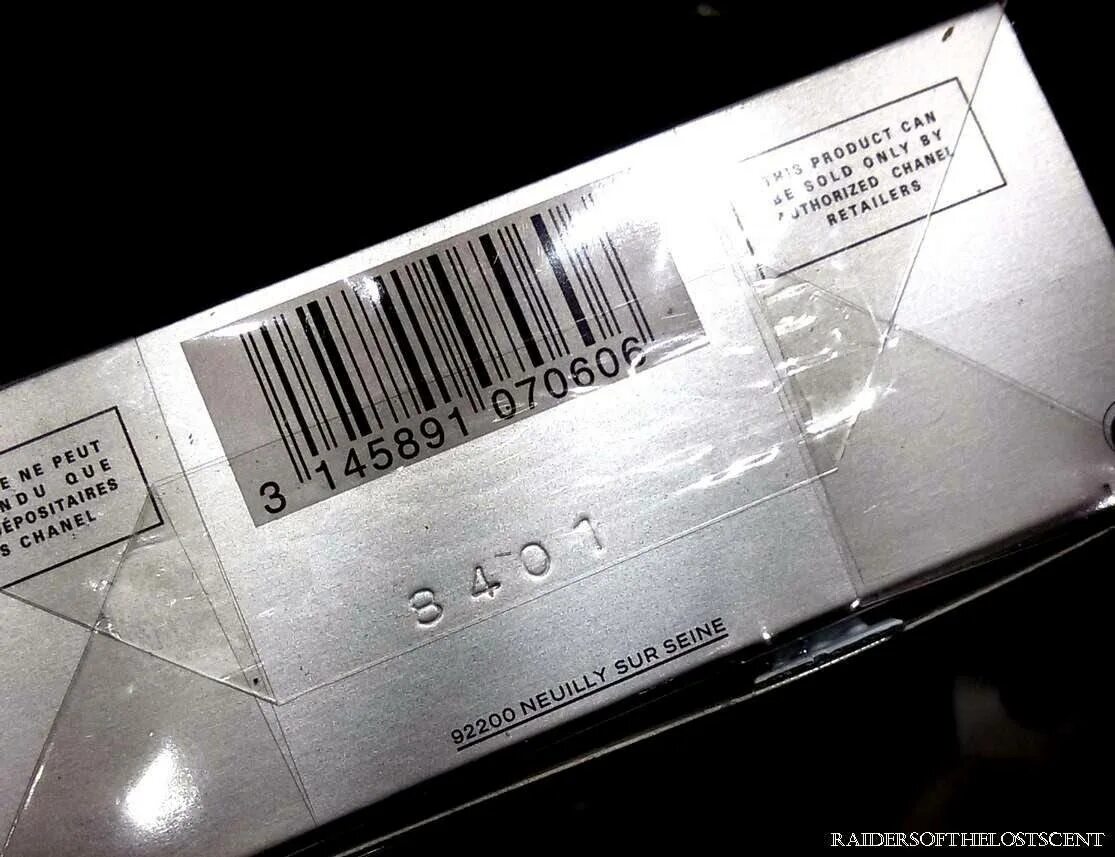 THIS PRODUCT CAN
BE SOLD ONLY BY
AUTHORIZED CHANEL
RETAILERS
3 145891 070606
E NE PEUT
NDU QUE
DÉPOSITAIRES
S CHANEL
8401
92200 NEUILLY SUR SEINE
RAIDERSOFTHELOSTSCENT